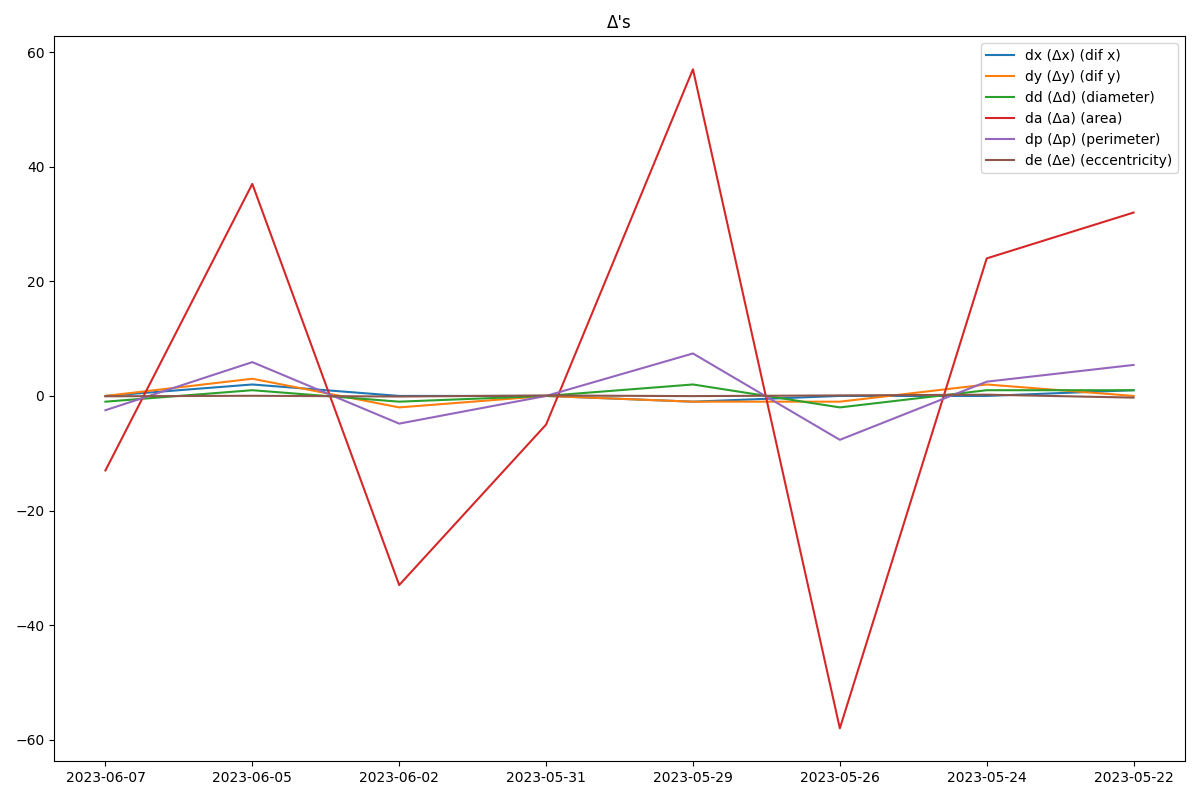 Δ's
dx (Δx) (dif x)
dy (Δy) (dif y)
dd (Δd) (diameter)
da (Δa) (area)
dp (Δp) (perimeter)
de (Δe) (eccentricity)
60
40
20
0
−20
−40
−60
2023-06-07 2023-06-05 2023-06-02 2023-05-31 2023-05-29 2023-05-26 2023-05-24 2023-05-22